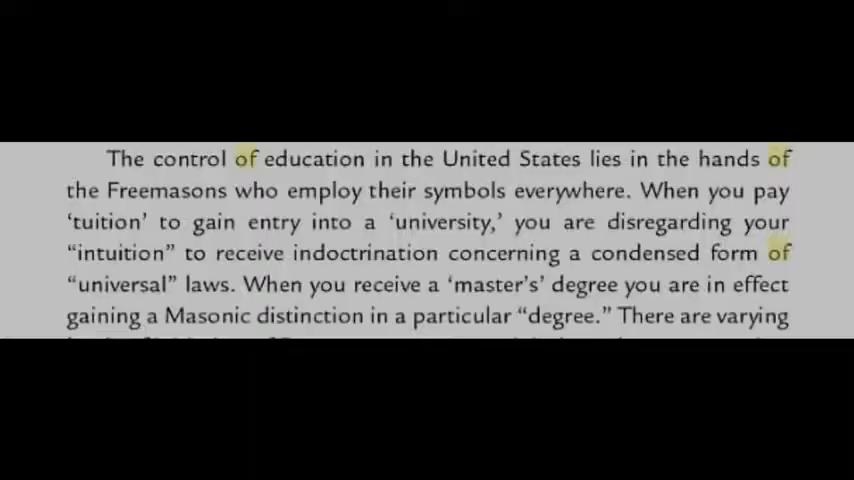 The control of education in the United States lies in the hands of
the Freemasons who employ their symbols everywhere. When you pay
‘tuition’ to gain entry into a ‘university,’ you are disregarding your
“intuition” to receive indoctrination concerning a condensed form of
“universal” laws. When you receive a ‘master’s’ degree you are in effect
gaining a Masonic distinction in a particular “degree.” There are varying